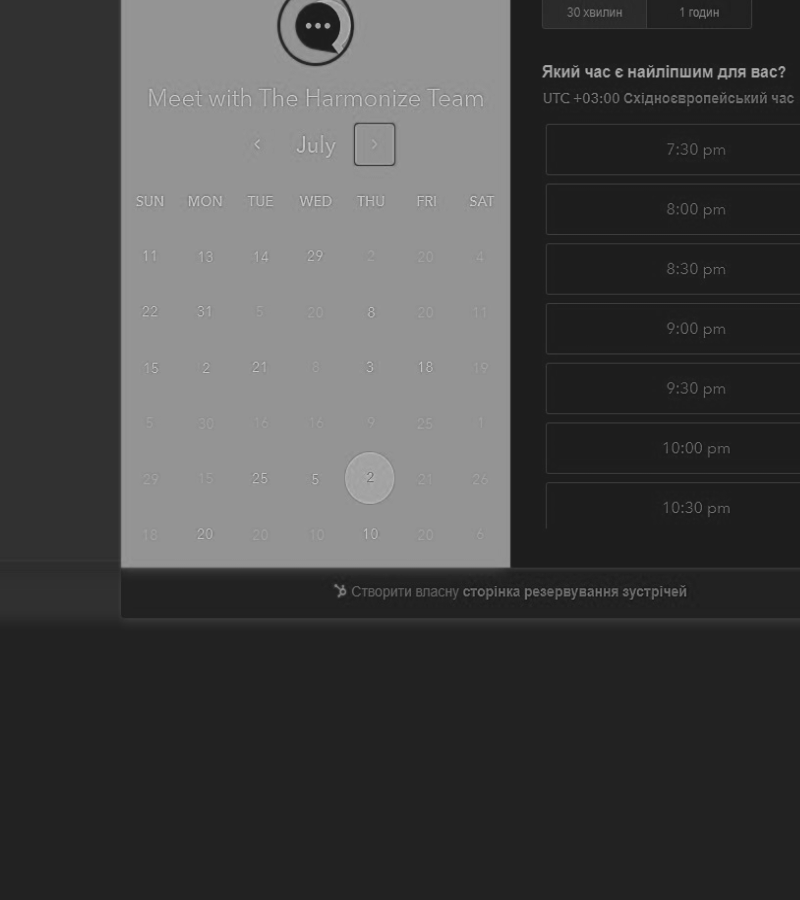 Meet with The Harmonize Team
July
SUN MON TUE WED THU FRI SAT
11 13 14 29 2 20 4
22 31 5 20 8 20 11
15 2 21 8 3 18 19
5 30 16 16 9 25 1
29 15 25 5 2 21 26
18 20 20 10 10 20 6
30 хвилин 1 годин
Який час є найліпшим для вас?
UTC +03:00 Східноєвропейський час
7:30 pm
8:00 pm
8:30 pm
9:00 pm
9:30 pm
10:00 pm
10:30 pm
Створити власну сторінка резервування зустрічей